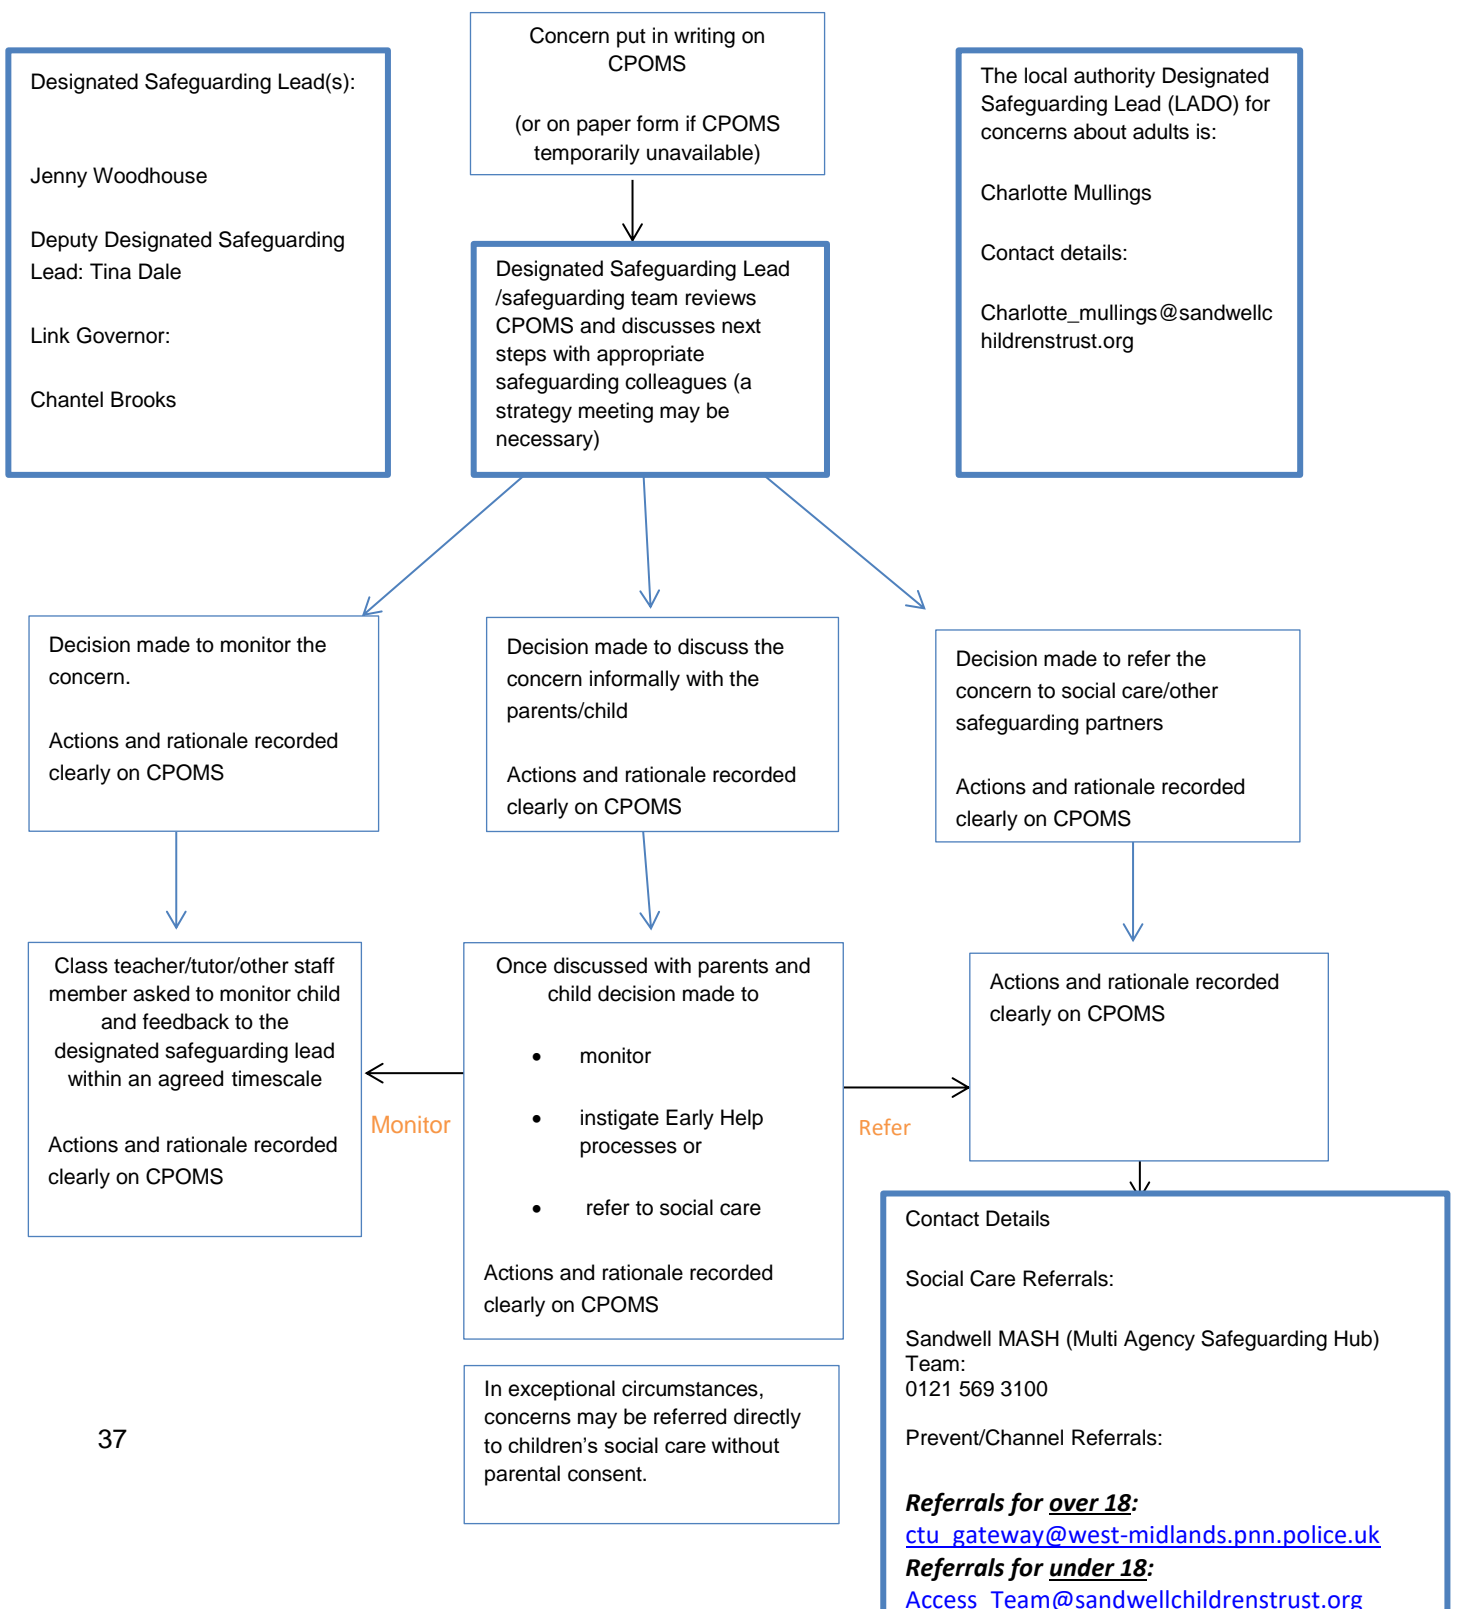 Concern put in writing on
CPOMS
(or on paper form if CPOMS
temporarily unavailable)
Designated Safeguarding Lead(s):
Jenny Woodhouse
Deputy Designated Safeguarding
Lead: Tina Dale
Link Governor:
Chantel Brooks
Designated Safeguarding Lead
/safeguarding team reviews
CPOMS and discusses next
steps with appropriate
safeguarding colleagues (a
strategy meeting may be
necessary)
The local authority Designated
Safeguarding Lead (LADO) for
concerns about adults is:
Charlotte Mullings
Contact details:
Charlotte_mullings@sandwellc
hildrenstrust.org
Decision made to monitor the
concern.
Actions and rationale recorded
clearly on CPOMS
Decision made to discuss the
concern informally with the
parents/child
Actions and rationale recorded
clearly on CPOMS
Decision made to refer the
concern to social care/other
safeguarding partners
Actions and rationale recorded
clearly on CPOMS
Class teacher/tutor/other staff
member asked to monitor child
and feedback to the
designated safeguarding lead
within an agreed timescale
Actions and rationale recorded
clearly on CPOMS
Monitor
Once discussed with parents and
child decision made to
• monitor
• instigate Early Help
processes or
• refer to social care
Actions and rationale recorded
clearly on CPOMS
Refer
Actions and rationale recorded
clearly on CPOMS
In exceptional circumstances,
concerns may be referred directly
to children’s social care without
parental consent.
Contact Details
Social Care Referrals:
Sandwell MASH (Multi Agency Safeguarding Hub)
Team:
0121 569 3100
Prevent/Channel Referrals:
Referrals for over 18:
ctu_gateway@west-midlands.pnn.police.uk
Referrals for under 18:
Access_Team@sandwellchildrenstrust.org
37